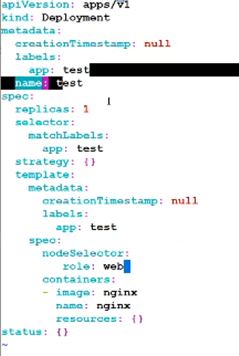 apiVersion: apps/v1
kind: Deployment
metadata:
  creationTimestamp: null
  labels:
    app: test
  name: test
spec:
  replicas: 1
  selector:
    matchLabels:
      app: test
  strategy: {}
  template:
    metadata:
      creationTimestamp: null
      labels:
        app: test
    spec:
      nodeSelector:
         role: web
      containers:
      - image: nginx
        name: nginx
        resources: {}
status: {}
~